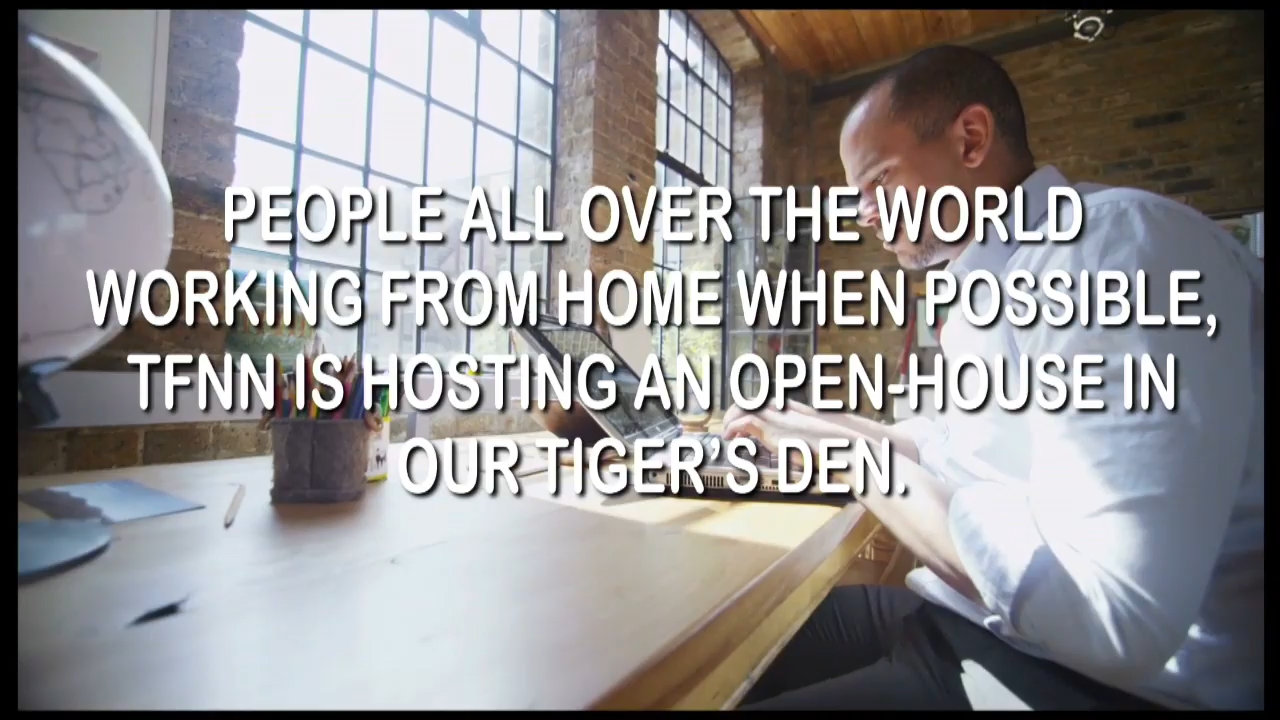 PEOPLE ALL OVER THE WORLD
WORKING FROM HOME WHEN POSSIBLE,
TFNN IS HOSTING AN OPEN-HOUSE IN
OUR TIGER’S DEN.